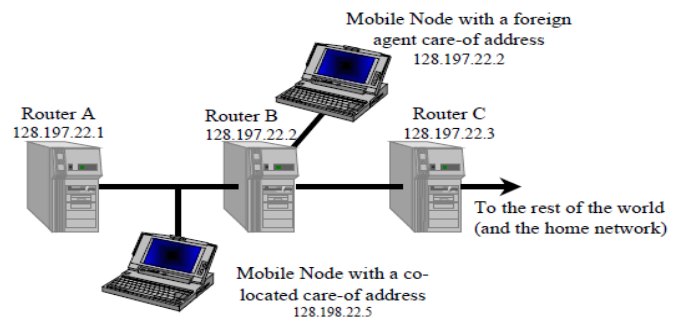 Mobile Node with a foreign
agent care-of address
128.197.22.2
Router A
128.197.22.1
Router B
128.197.22.2
Router C
128.197.22.3
To the rest of the world
(and the home network)
Mobile Node with a co-
located care-of address
128.198.22.5